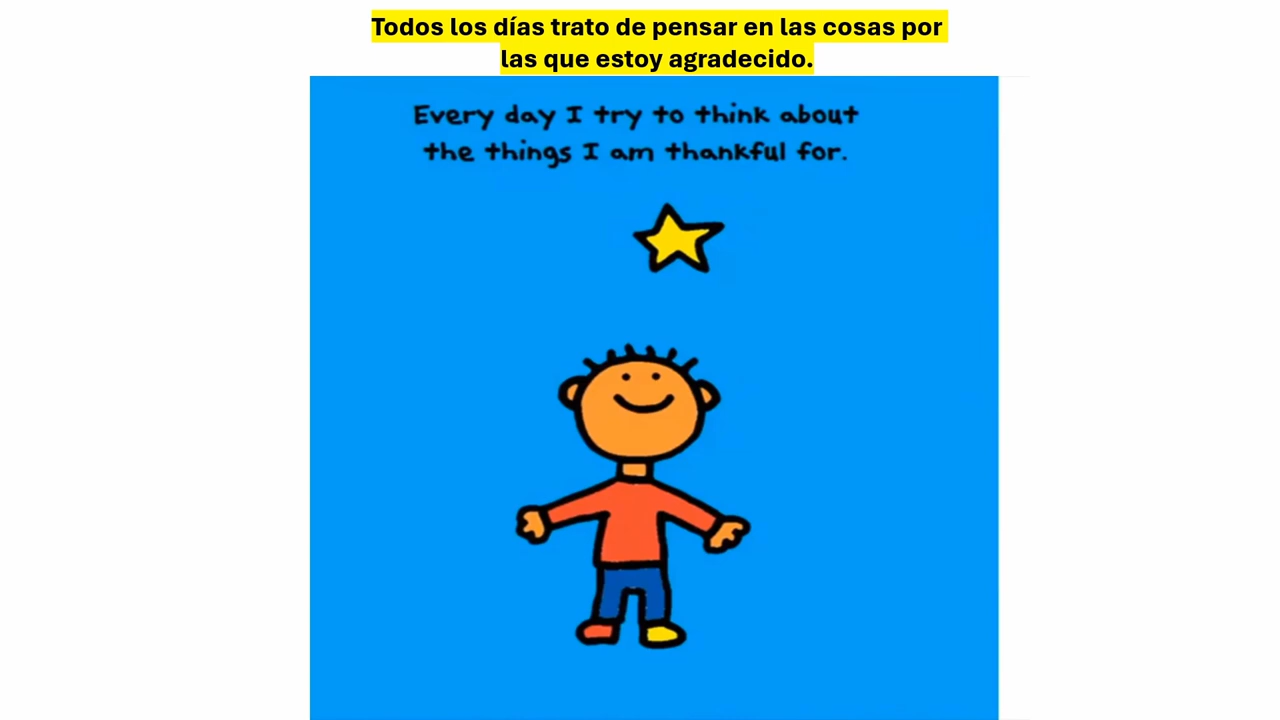 Todos los días trato de pensar en las cosas por
las que estoy agradecido.
Every day I try to think about
the things I am thankful for.